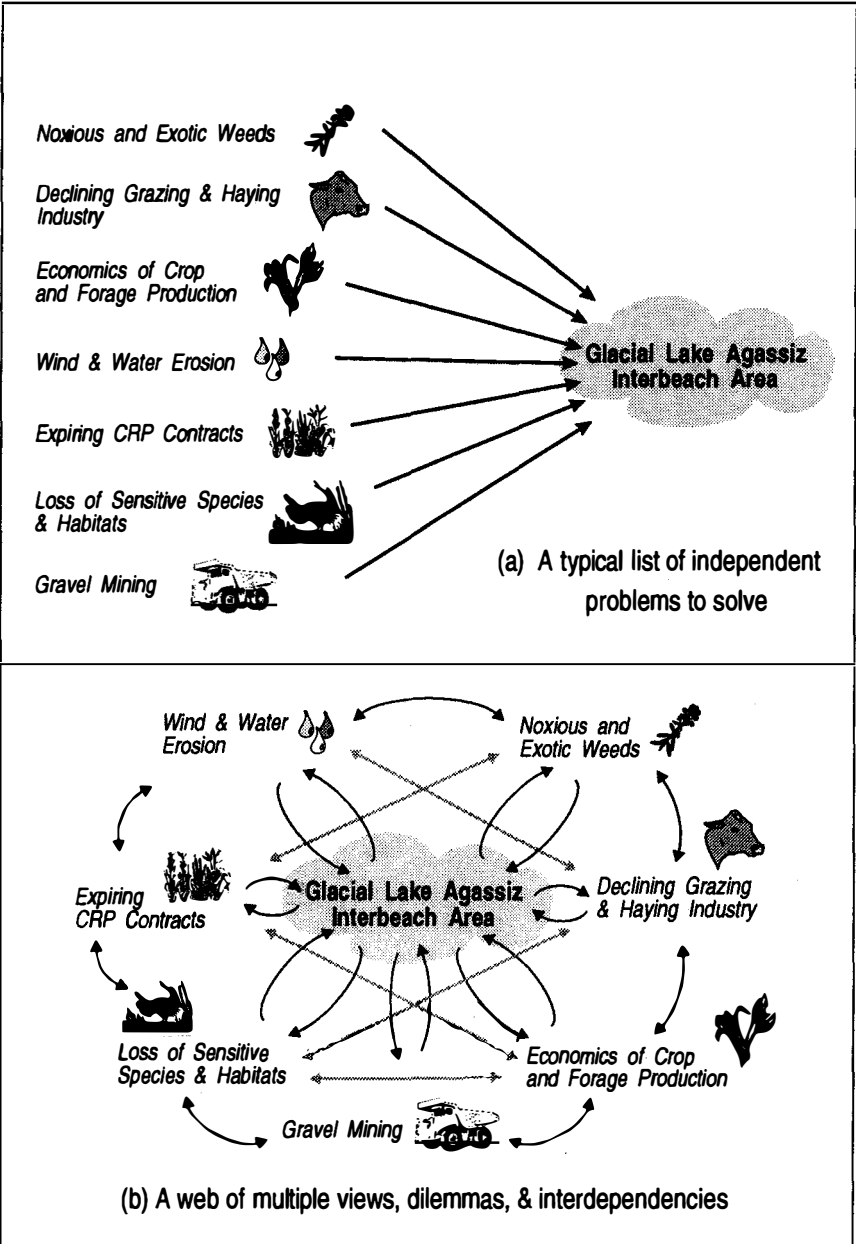 Noxious and Exotic Weeds
Declining Grazing & Haying
Industry
Economics of Crop
and Forage Production
Wind & Water Erosion
Expiring CRP Contracts
Loss of Sensitive Species
& Habitats
Gravel Mining
Glacial Lake Agassiz
Interbeach Area
(a) A typical list of independent
problems to solve
Wind & Water
Erosion
Noxious and
Exotic Weeds
Expiring
CRP Contracts
Glacial Lake Agassiz
Interbeach Area
Declining Grazing
& Haying Industry
Loss of Sensitive
Species & Habitats
Economics of Crop
and Forage Production
Gravel Mining
(b) A web of multiple views, dilemmas, & interdependencies